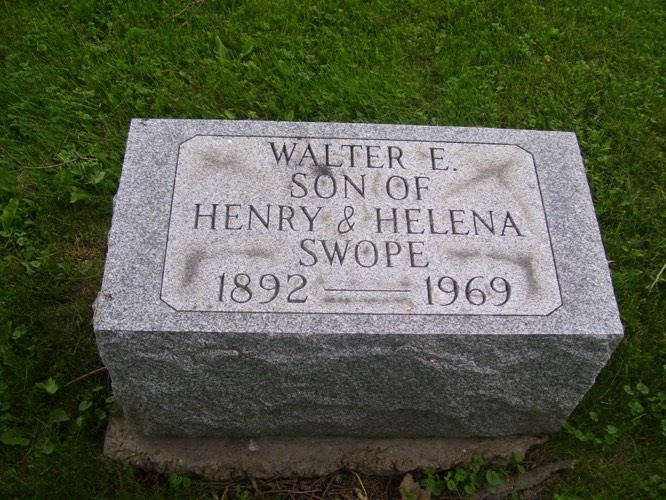 WALTER E.
SON OF
HENRY & HELENA
SWOPE
1892 — 1969